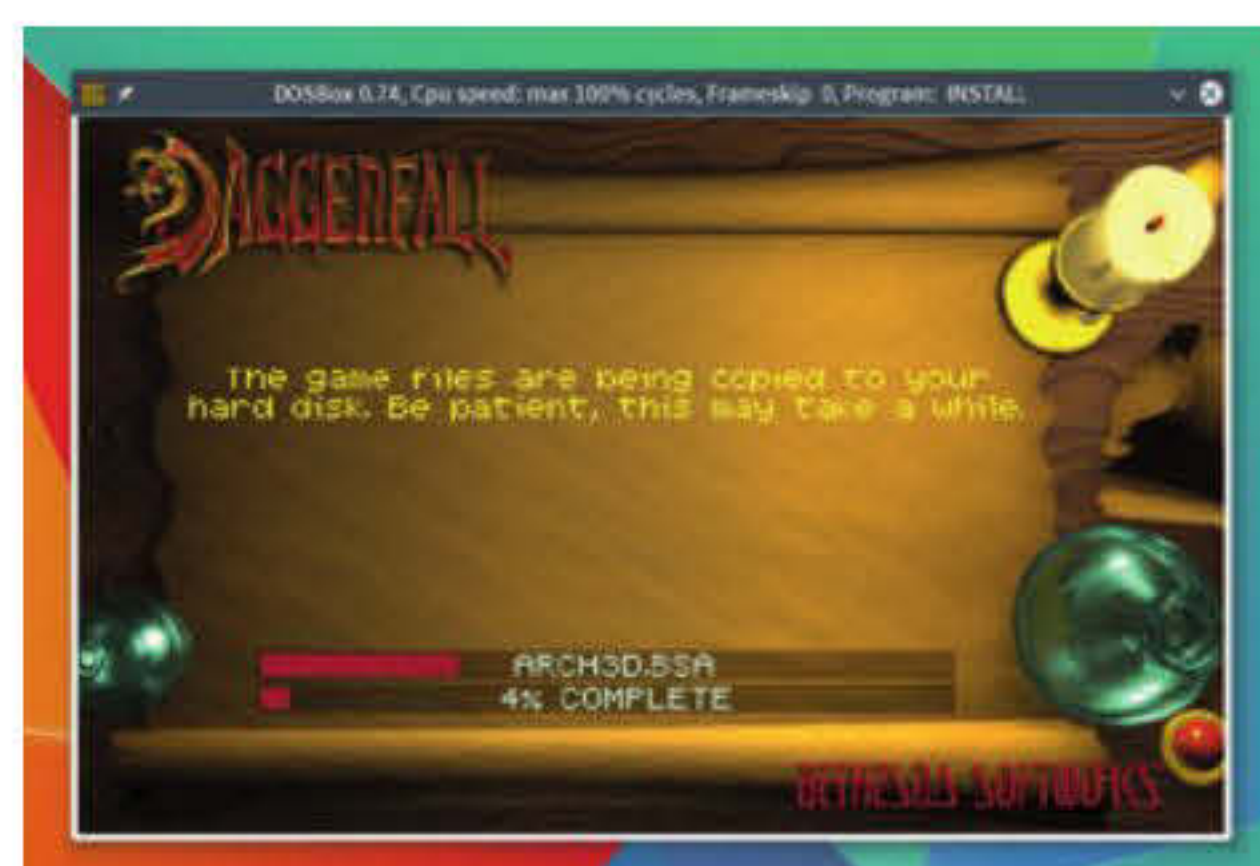 DOSBox 0.74, Cpu speed: max 100% cycles, Frameskip 0, Program: INSTALL
DAGGERFALL
The game files are being copied to your
hard disk. Be patient, this may take a while.
ARCH3D.BSA
4% COMPLETE
BETHESDA SOFTWORKS